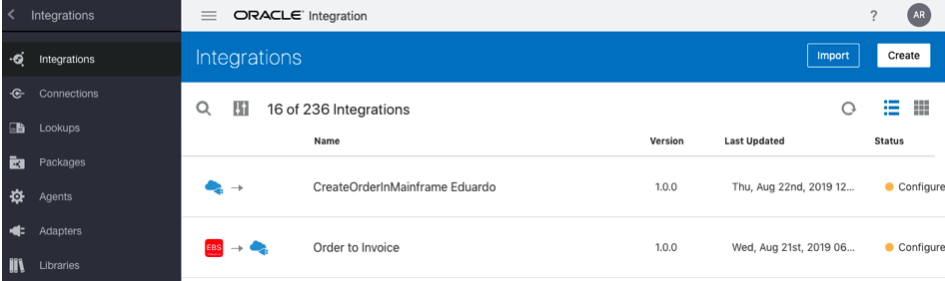 Integrations
ORACLE Integration
?
AR
Integrations
Connections
Lookups
Packages
Agents
Adapters
Libraries
Integrations
Import
Create
16 of 236 Integrations
Name Version Last Updated Status
CreateOrderInMainframe Eduardo 1.0.0 Thu, Aug 22nd, 2019 12... Configure
EBS Order to Invoice 1.0.0 Wed, Aug 21st, 2019 06... Configure